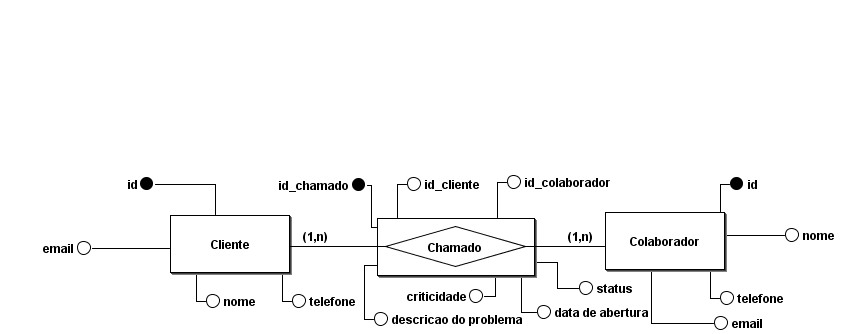 id
id_chamado
id_cliente
id_colaborador
id
email
Cliente
(1,n)
Chamado
(1,n)
Colaborador
nome
nome
telefone
criticidade
status
telefone
descricao do problema
data de abertura
email